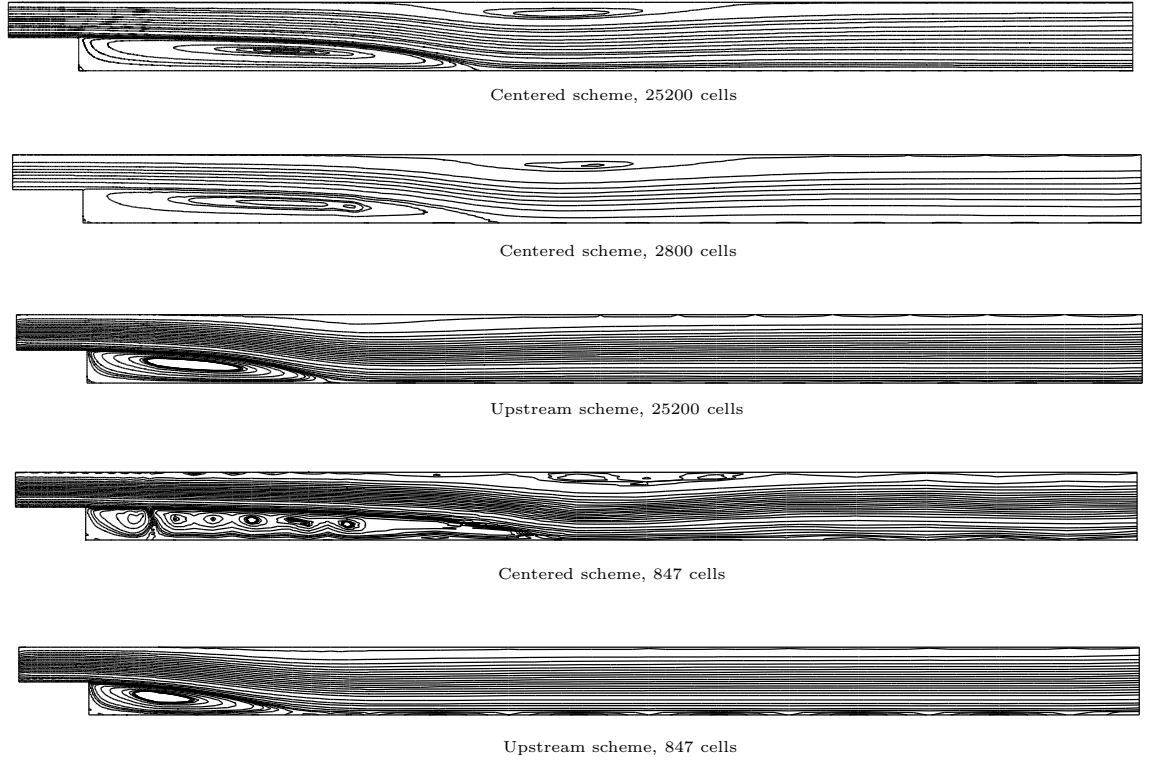 Centered scheme, 25200 cells
Centered scheme, 2800 cells
Upstream scheme, 25200 cells
Centered scheme, 847 cells
Upstream scheme, 847 cells